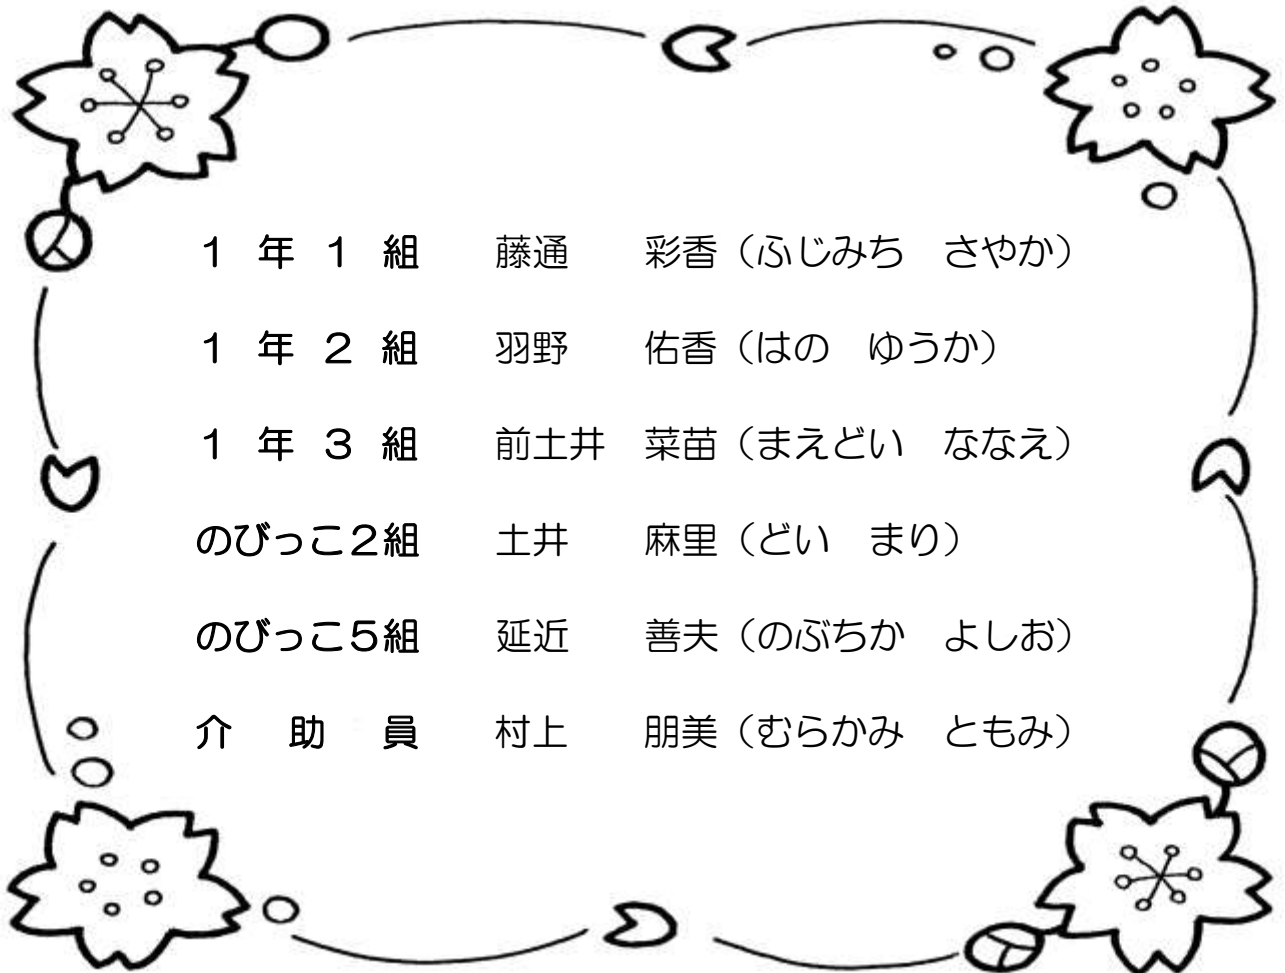 １年１組　藤通　彩香（ふじみち　さやか）
１年２組　羽野　佑香（はの　ゆうか）
１年３組　前土井　菜苗（まえどい　ななえ）
のびっこ２組　土井　麻里（どい　まり）
のびっこ５組　延近　善夫（のぶちか　よしお）
介助員　村上　朋美（むらかみ　ともみ）